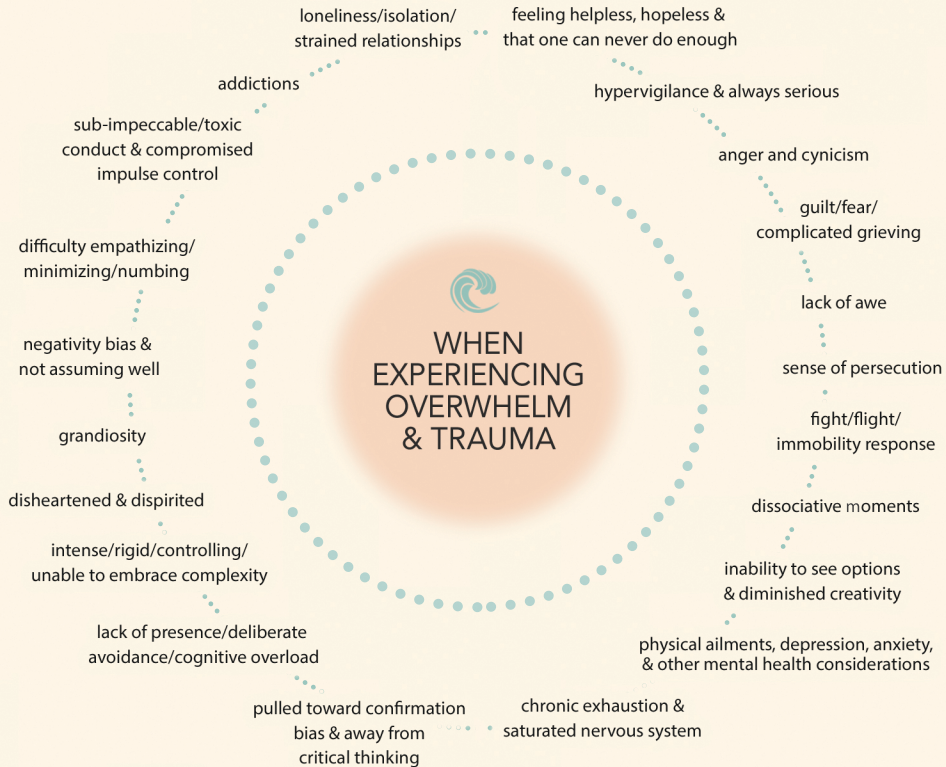 WHEN
EXPERIENCING
OVERWHELM
& TRAUMA
feeling helpless, hopeless &
that one can never do enough
hypervigilance & always serious
anger and cynicism
guilt/fear/
complicated grieving
lack of awe
sense of persecution
fight/flight/
immobility response
dissociative moments
inability to see options
& diminished creativity
physical ailments, depression, anxiety,
& other mental health considerations
chronic exhaustion &
saturated nervous system
pulled toward confirmation
bias & away from
critical thinking
lack of presence/deliberate
avoidance/cognitive overload
intense/rigid/controlling/
unable to embrace complexity
disheartened & dispirited
grandiosity
negativity bias &
not assuming well
difficulty empathizing/
minimizing/numbing
sub-impeccable/toxic
conduct & compromised
impulse control
addictions
loneliness/isolation/
strained relationships